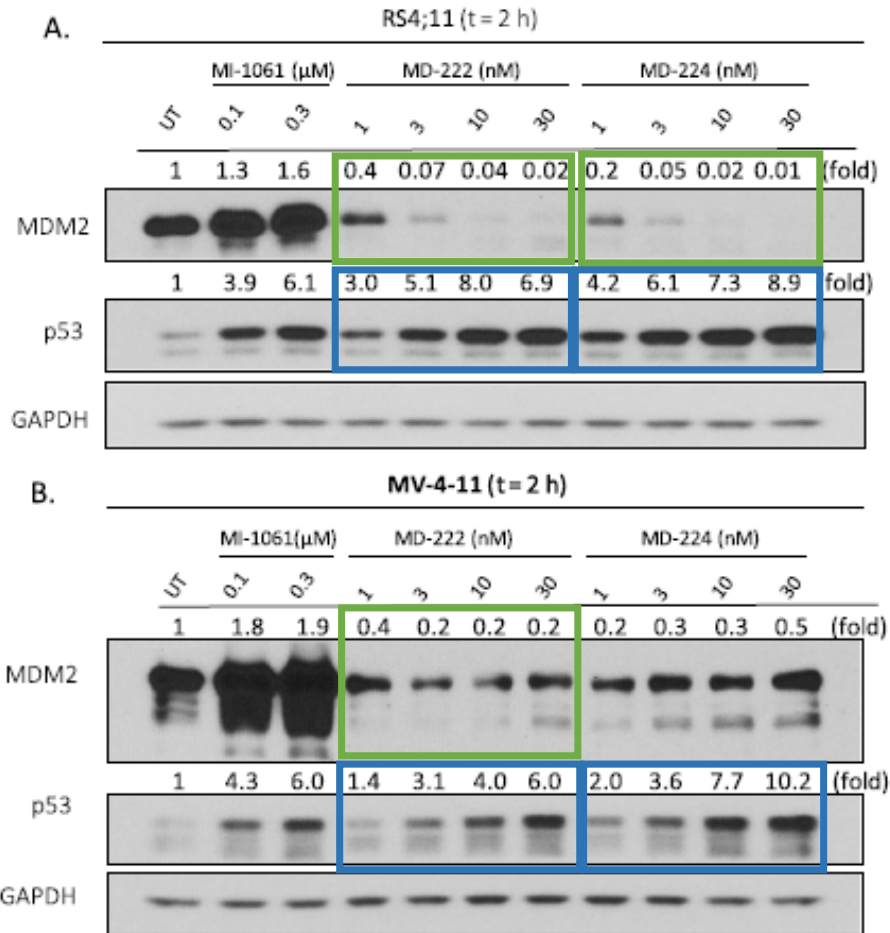 A.
RS4;11 (t = 2 h)
MI-1061 (μM) MD-222 (nM) MD-224 (nM)
UT 0.1 0.3 1 3 10 30 1 3 10 30
1 1.3 1.6 0.4 0.07 0.04 0.02 0.2 0.05 0.02 0.01 (fold)
MDM2
1 3.9 6.1 3.0 5.1 8.0 6.9 4.2 6.1 7.3 8.9 fold)
p53
GAPDH
B.
MV-4-11 (t = 2 h)
MI-1061(μM) MD-222 (nM) MD-224 (nM)
UT 0.1 0.3 1 3 10 30 1 3 10 30
1 1.8 1.9 0.4 0.2 0.2 0.2 0.2 0.3 0.3 0.5 (fold)
MDM2
1 4.3 6.0 1.4 3.1 4.0 6.0 2.0 3.6 7.7 10.2 (fold)
p53
GAPDH